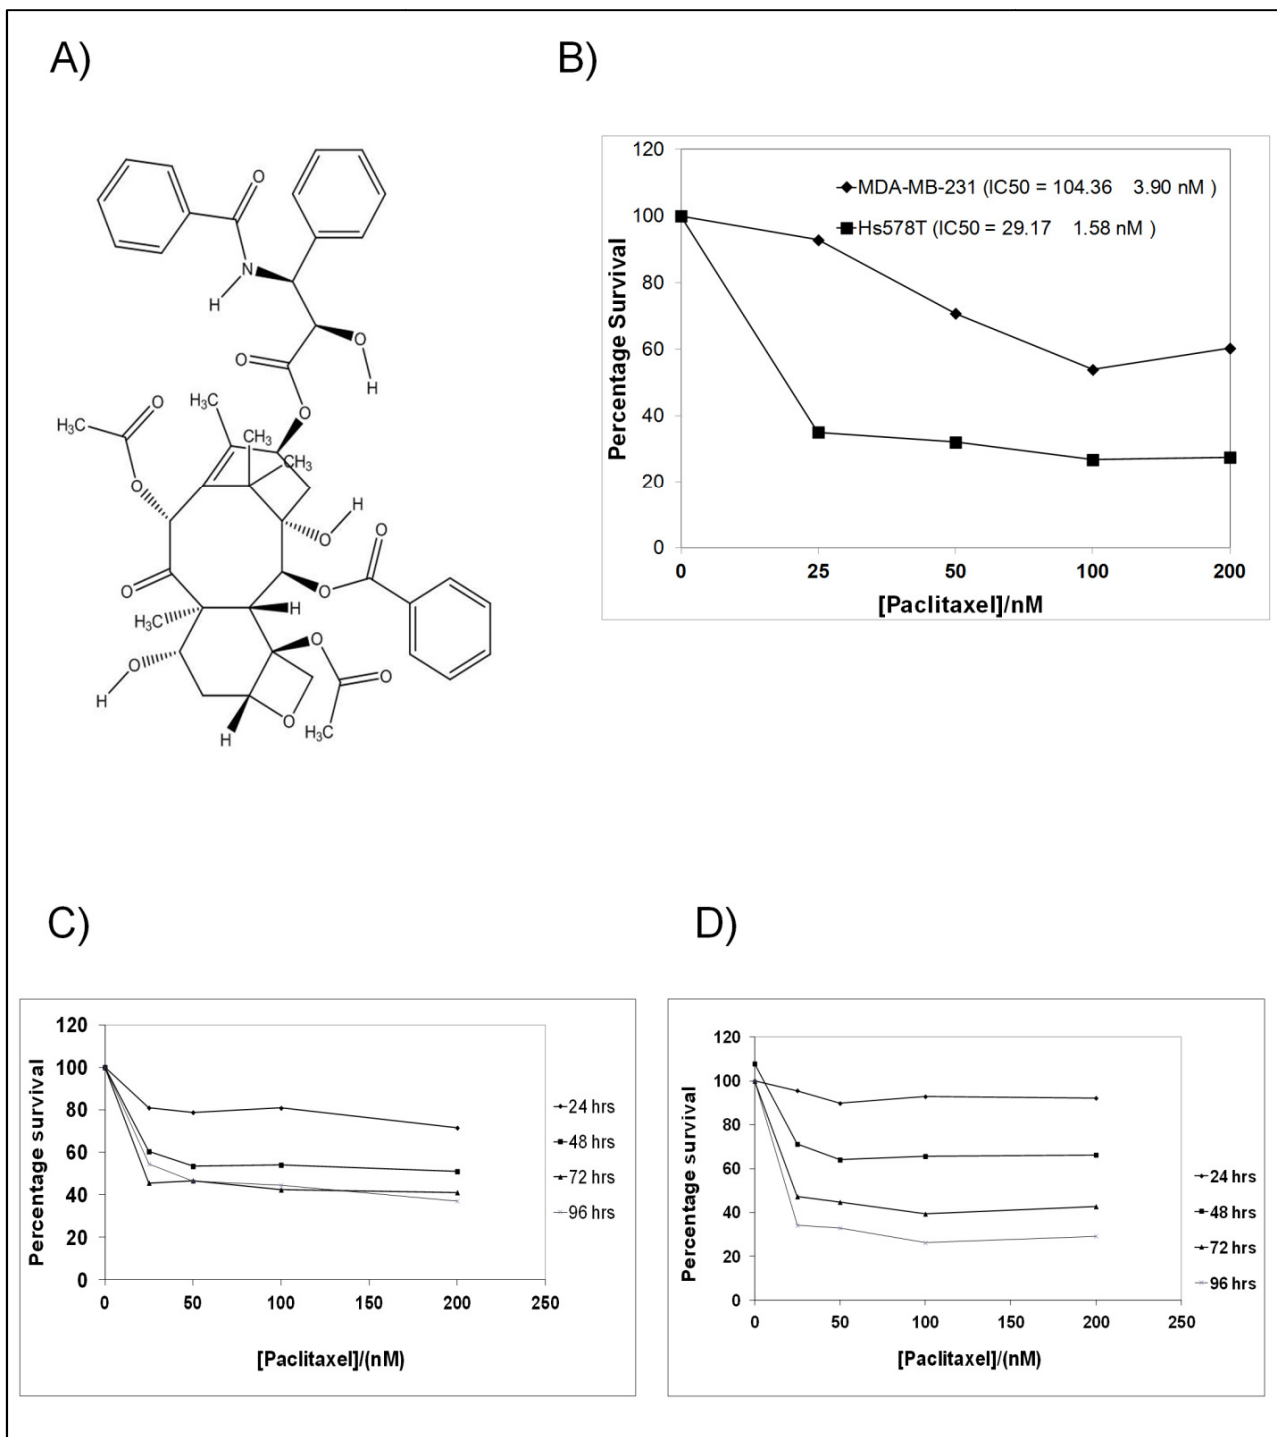 A)
B)
O
N
H
O
O
H
O
H₃C
O
O
H₃C
CH₃
CH₃
O
H
O
O
O
O
H₃C
H
O
O
H
O
O
H₃C
H
120
100
80
60
40
20
0
Percentage Survival
MDA-MB-231 (IC50 = 104.36 3.90 nM )
Hs578T (IC50 = 29.17 1.58 nM )
0 25 50 100 200
[Paclitaxel]/nM
C)
D)
120
100
80
60
40
20
0
Percentage survival
0 50 100 150 200 250
[Paclitaxel]/(nM)
24 hrs
48 hrs
72 hrs
96 hrs
120
100
80
60
40
20
0
Percentage survival
0 50 100 150 200 250
[Paclitaxel]/(nM)
24 hrs
48 hrs
72 hrs
96 hrs